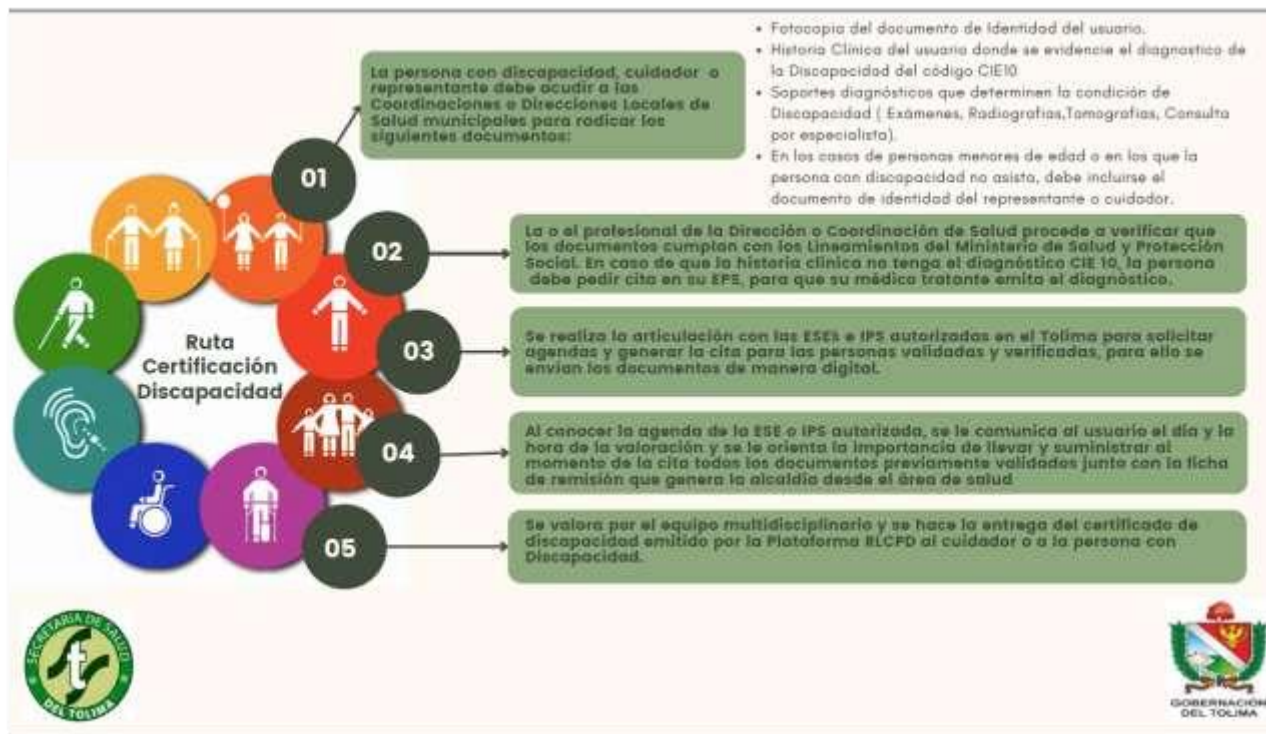 La persona con discapacidad, cuidador o
representante debe acudir a las
Coordinaciones o Direcciones Locales de
Salud municipales para radicar los
siguientes documentos:
• Fotocopia del documento de Identidad del usuario.
• Historia Clínica del usuario donde se evidencie el diagnostico de
la Discapacidad del código CIE10
• Soportes diagnósticos que determinen la condición de
Discapacidad ( Exámenes, Radiografias,Tomografias, Consulta
por especialista).
• En los casos de personas menores de edad o en los que la
persona con discapacidad no asista, debe incluirse el
documento de identidad del representante o cuidador.
01
02
La o el profesional de la Dirección o Coordinación de Salud procede a verificar que
los documentos cumplan con los Lineamientos del Ministerio de Salud y Protección
Social. En caso de que la historia clínica no tenga el diagnóstico CIE 10, la persona
debe pedir cita en su EPS, para que su médico tratante emita el diagnóstico.
Ruta
Certificación
Discapacidad
03
Se realiza la articulación con las ESEs e IPS autorizadas en el Tolima para solicitar
agendas y generar la cita para las personas validadas y verificadas, para ello se
envían los documentos de manera digital.
04
Al conocer la agenda de la ESE o IPS autorizada, se le comunica al usuario el día y la
hora de la valoración y se le orienta la importancia de llevar y suministrar al
momento de la cita todos los documentos previamente validados junto con la ficha
de remisión que genera la alcaldía desde el área de salud
05
Se valora por el equipo multidisciplinario y se hace la entrega del certificado de
discapacidad emitido por la Plataforma RLCPD al cuidador o a la persona con
Discapacidad.
SECRETARIA DE SALUD
DEL TOLIMA
GOBERNACIÓN
DEL TOLIMA